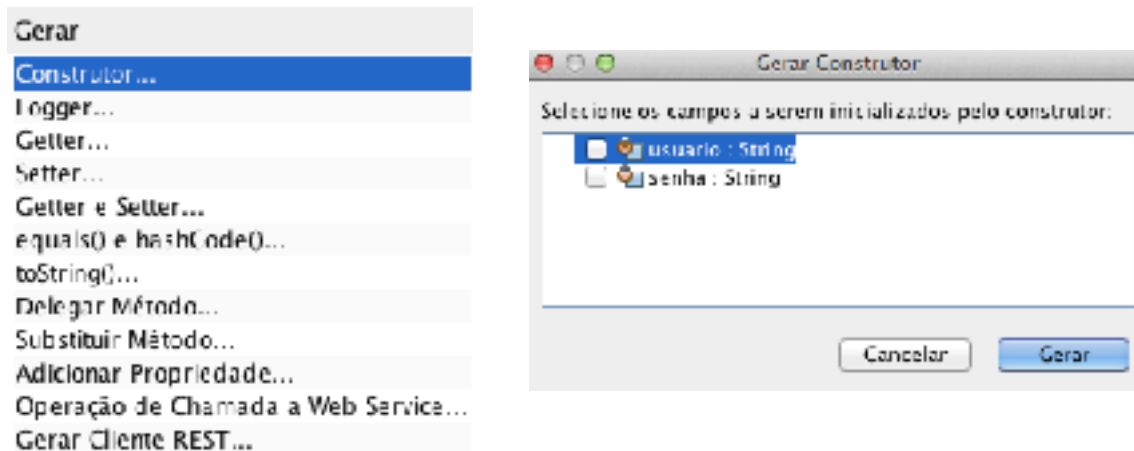 Gerar
Construtor...
Logger...
Getter...
Setter...
Getter e Setter...
equals() e hashCode()...
toString()...
Delegar Método...
Substituir Método...
Adicionar Propriedade...
Operação de Chamada a Web Service...
Gerar Cliente REST...
Gerar Construtor
Selecione os campos a serem inicializados pelo construtor:
usuario : String
senha : String
Cancelar
Gerar